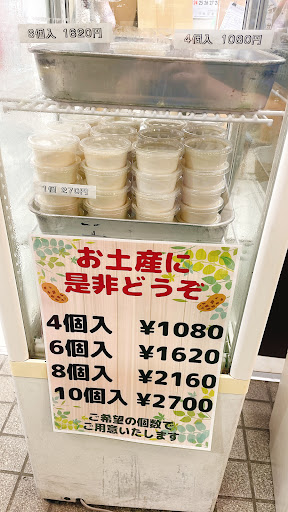 6個入 1620円
4個入 1080円
1個 270円
お土産に
是非どうぞ
4個入 ¥1080
6個入 ¥1620
8個入 ¥2160
10個入 ¥2700
ご希望の個数で
ご用意いたします